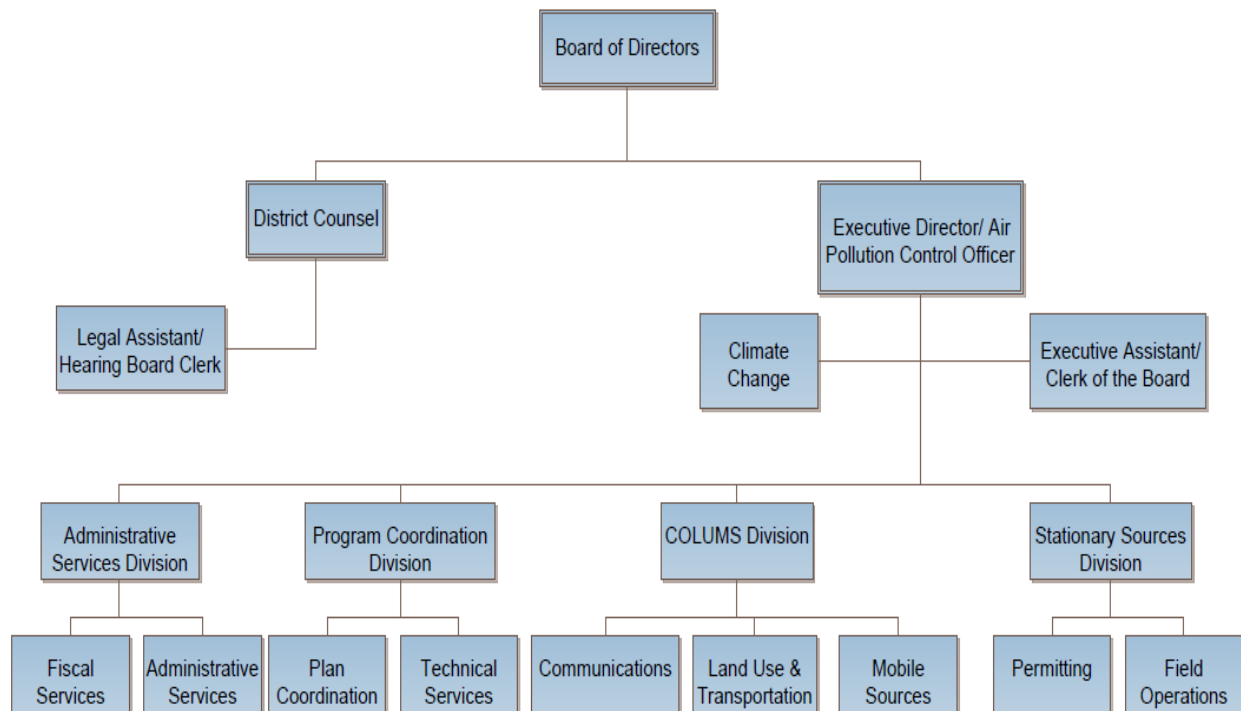 Board of Directors
District Counsel
Executive Director/ Air
Pollution Control Officer
Legal Assistant/
Hearing Board Clerk
Climate
Change
Executive Assistant/
Clerk of the Board
Administrative
Services Division
Program Coordination
Division
COLUMS Division
Stationary Sources
Division
Fiscal
Services
Administrative
Services
Plan
Coordination
Technical
Services
Communications
Land Use &
Transportation
Mobile
Sources
Permitting
Field
Operations